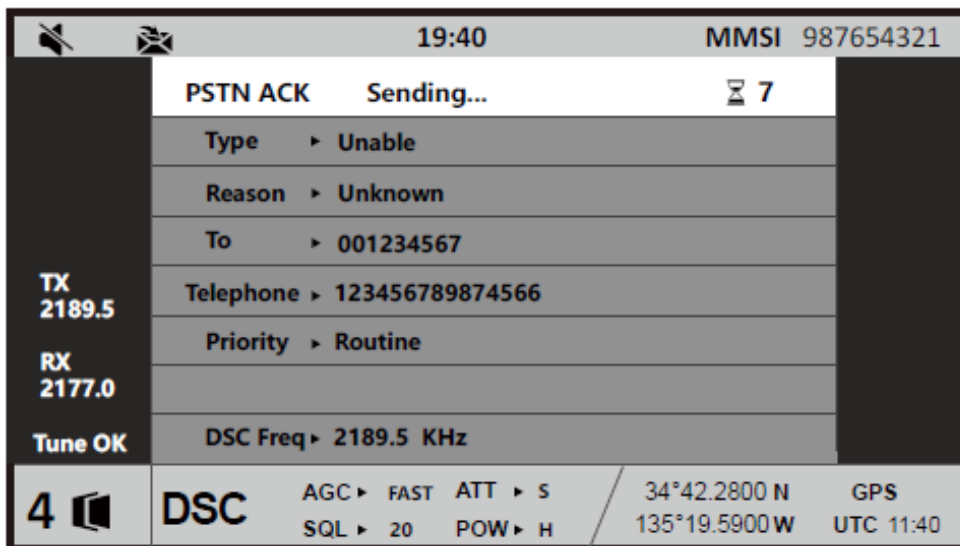 19:40 MMSI 987654321
PSTN ACK Sending... 7
Type Unable
Reason Unknown
To 001234567
Telephone 123456789874566
Priority Routine
DSC Freq 2189.5 KHz
TX
2189.5
RX
2177.0
Tune OK
4 DSC
AGC FAST ATT S
SQL 20 POW H
34°42.2800 N
135°19.5900 W
GPS
UTC 11:40